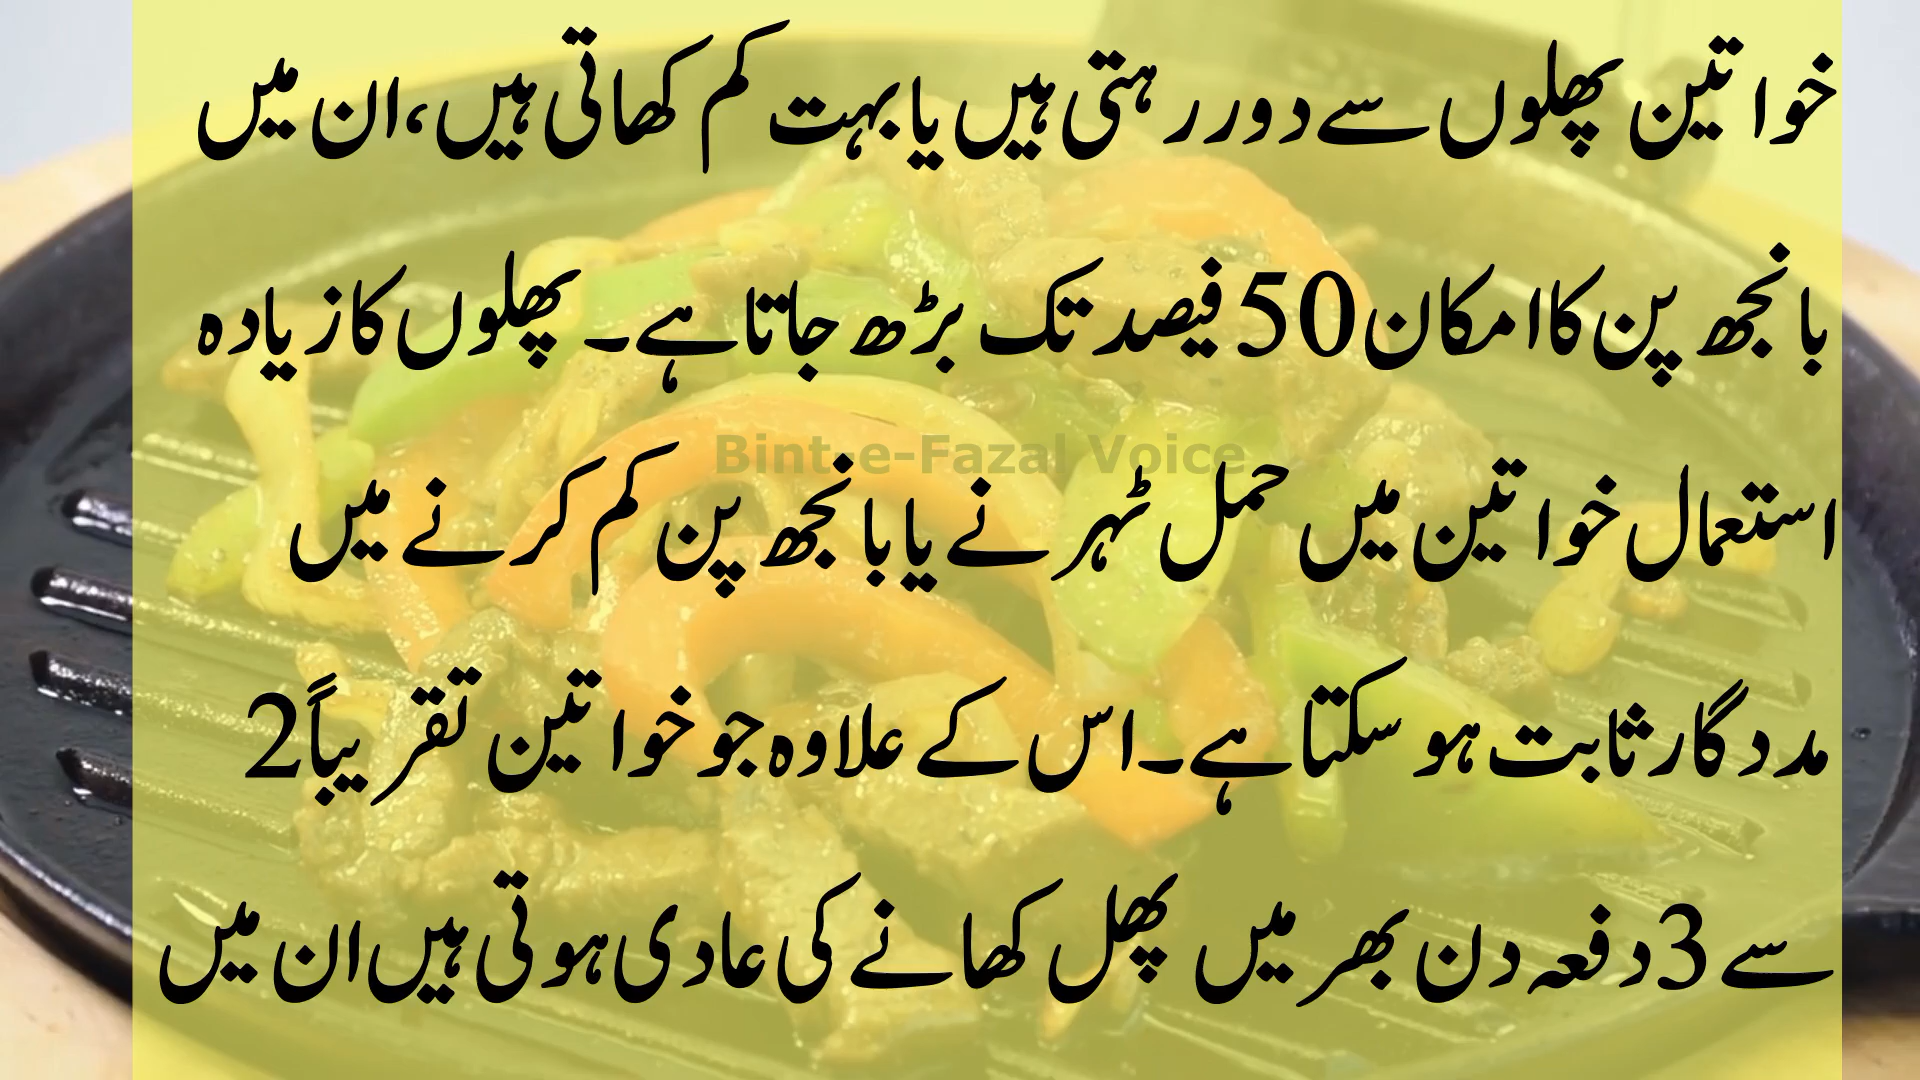 خواتین پھلوں سے دور رہتی ہیں یا بہت کم کھاتی ہیں، ان میں
بانجھ پن کا امکان 50 فیصد تک بڑھ جاتا ہے۔ پھلوں کا زیادہ
Bint-e-Fazal Voice
استعمال خواتین میں حمل ٹہرنے یا بانجھ پن کم کرنے میں
مددگار ثابت ہو سکتا ہے۔ اس کے علاوہ جو خواتین تقریباً 2
سے 3 دفعہ دن بھر میں پھل کھانے کی عادی ہوتی ہیں ان میں